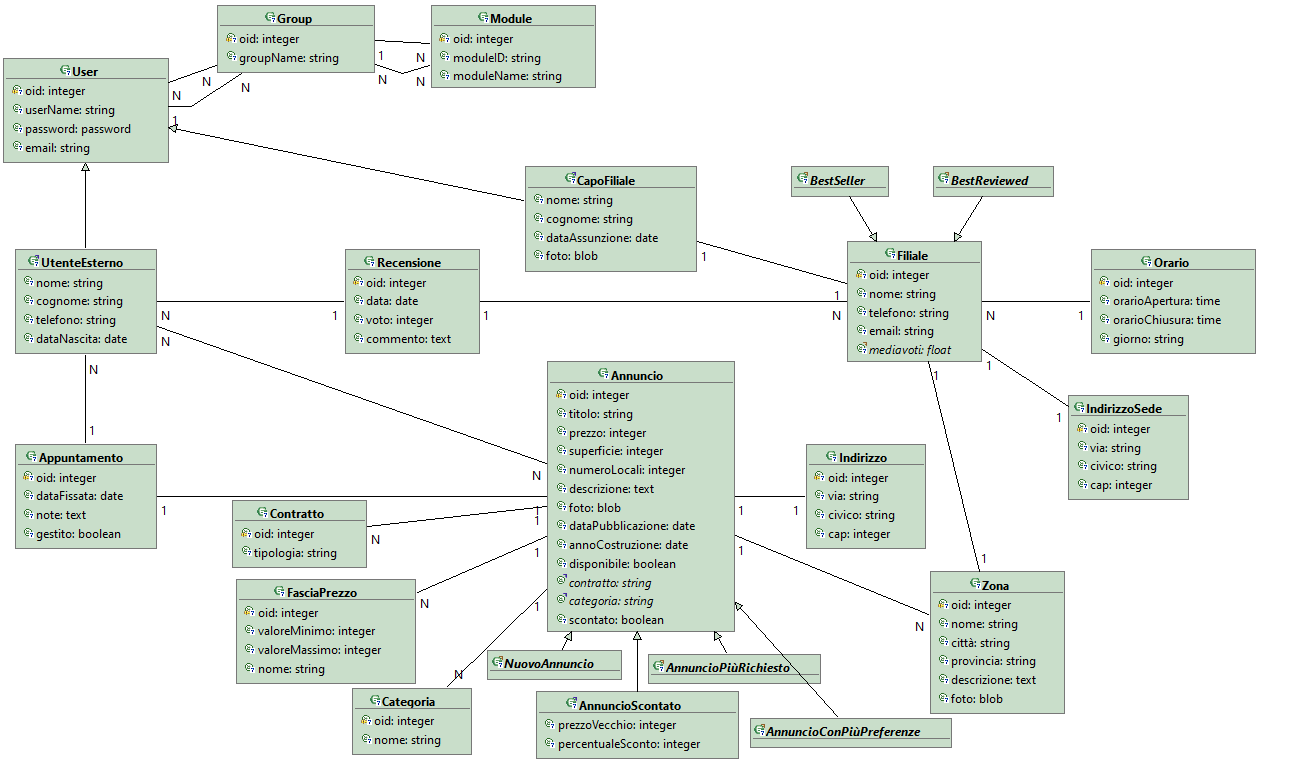 Group
oid: integer
groupName: string
Module
oid: integer
moduleID: string
moduleName: string
1
N
N
N
User
oid: integer
userName: string
password: password
email: string
N
N
N
N
1
CapoFiliale
nome: string
cognome: string
dataAssunzione: date
foto: blob
1
BestSeller
BestReviewed
Filiale
oid: integer
nome: string
telefono: string
email: string
mediavoti: float
1
N
N
1
1
Orario
oid: integer
orarioApertura: time
orarioChiusura: time
giorno: string
1
UtenteEsterno
nome: string
cognome: string
telefono: string
dataNascita: date
N
N
N
Recensione
oid: integer
data: date
voto: integer
commento: text
1
1
Annuncio
oid: integer
titolo: string
prezzo: integer
superficie: integer
numeroLocali: integer
descrizione: text
foto: blob
dataPubblicazione: date
annoCostruzione: date
disponibile: boolean
contratto: string
categoria: string
scontato: boolean
N
1
1
1
1
1
1
IndirizzoSede
oid: integer
via: string
civico: string
cap: integer
1
Appuntamento
oid: integer
dataFissata: date
note: text
gestito: boolean
1
1
Indirizzo
oid: integer
via: string
civico: string
cap: integer
1
Contratto
oid: integer
tipologia: string
N
FasciaPrezzo
oid: integer
valoreMinimo: integer
valoreMassimo: integer
nome: string
N
Zona
oid: integer
nome: string
città: string
provincia: string
descrizione: text
foto: blob
1
N
Categoria
oid: integer
nome: string
N
NuovoAnnuncio
AnnuncioPiùRichiesto
AnnuncioScontato
prezzoVecchio: integer
percentualeSconto: integer
AnnuncioConPiùPreferenze